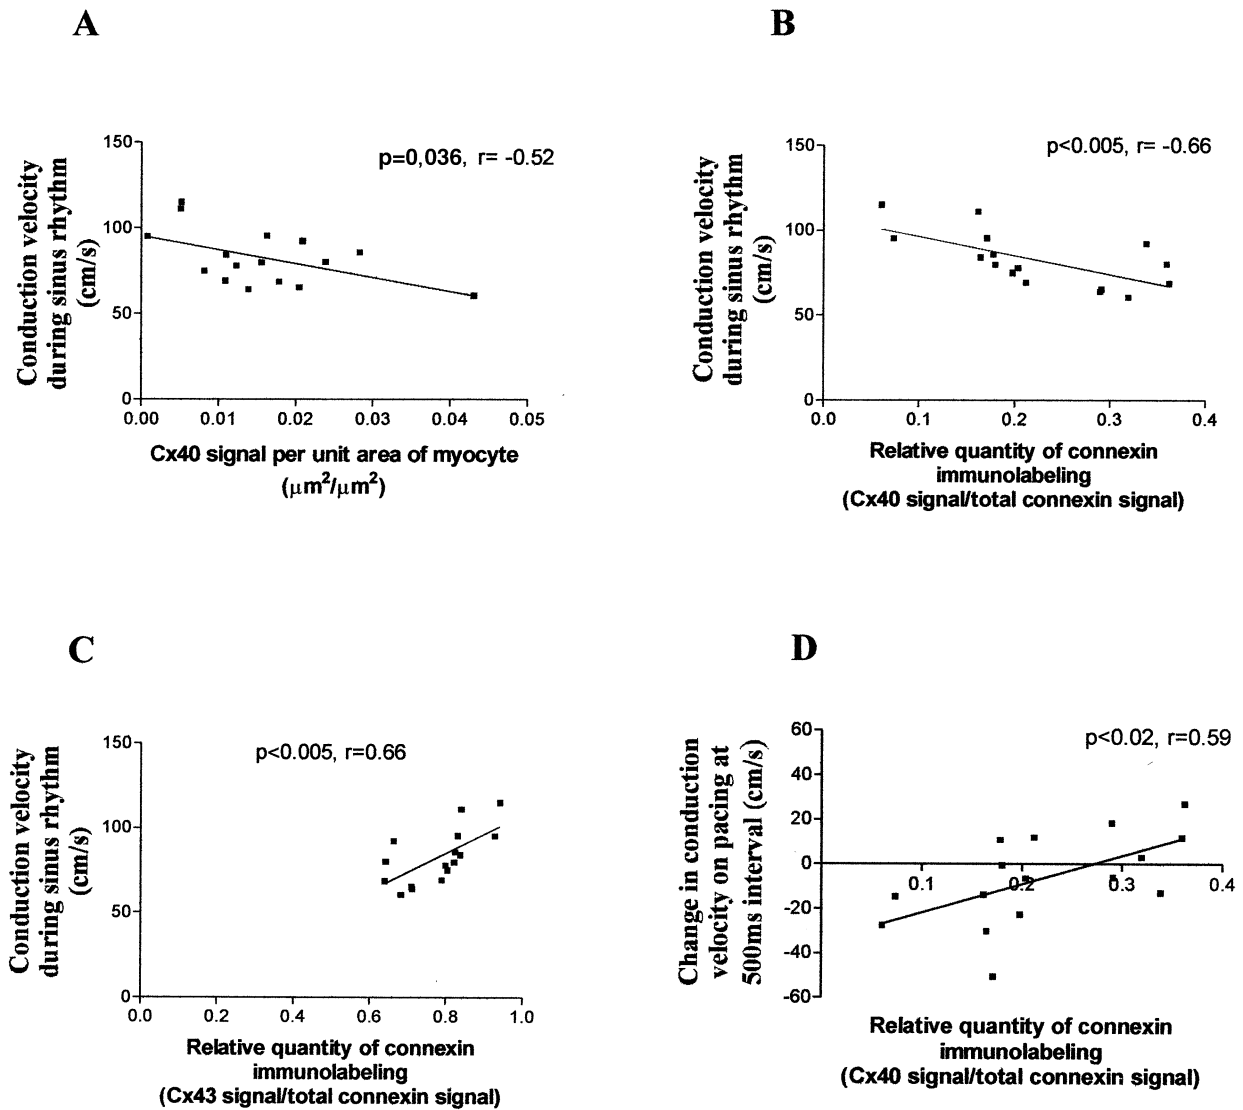 A
150
100
50
0
Conduction velocity
during sinus rhythm
(cm/s)
p=0,036, r= -0.52
0.00 0.01 0.02 0.03 0.04 0.05
Cx40 signal per unit area of myocyte
(μm²/μm²)
B
150
100
50
0
Conduction velocity
during sinus rhythm
(cm/s)
p<0.005, r= -0.66
0.0 0.1 0.2 0.3 0.4
Relative quantity of connexin
immunolabeling
(Cx40 signal/total connexin signal)
C
150
100
50
0
Conduction velocity
during sinus rhythm
(cm/s)
p<0.005, r=0.66
0.0 0.2 0.4 0.6 0.8 1.0
Relative quantity of connexin
immunolabeling
(Cx43 signal/total connexin signal)
D
60
40
20
0
-20
-40
-60
Change in conduction
velocity on pacing at
500ms interval (cm/s)
p<0.02, r=0.59
0.1 0.2 0.3 0.4
Relative quantity of connexin
immunolabeling
(Cx40 signal/total connexin signal)